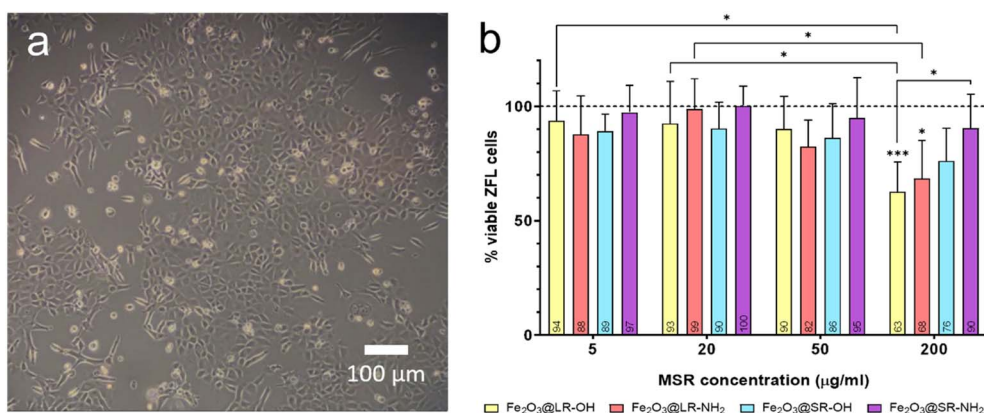 a
100 μm
b
*
*
*
*
100
50
0
% viable ZFL cells
***
*
94 88 89 97
93 99 90 100
90 82 86 95
63 68 76 90
5 20 50 200
MSR concentration (μg/ml)
Fe₂O₃@LR-OH Fe₂O₃@LR-NH₂ Fe₂O₃@SR-OH Fe₂O₃@SR-NH₂